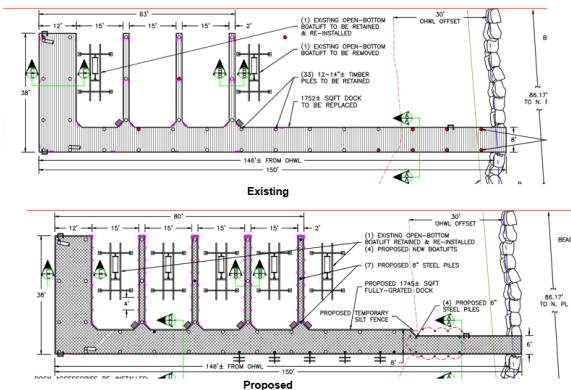 63'
12'
15'
15'
15'
2'
(1) EXISTING OPEN-BOTTOM
BOATLIFT TO BE RETAINED
& RE-INSTALLED
(1) EXISTING OPEN-BOTTOM
BOATLIFT TO BE REMOVED
(33) 12-14"± TIMBER
PILES TO BE RETAINED
1752± SQFT DOCK
TO BE REPLACED
30'
OHWL OFFSET
B
86.17'
TO N.
38'
8'
146'± FROM OHWL
150'
Existing
80'
12'
15'
15'
15'
15'
2'
(1) EXISTING OPEN-BOTTOM
BOATLIFT RETAINED & RE-INSTALLED
(4) PROPOSED NEW BOATLIFTS
(7) PROPOSED 8" STEEL PILES
PROPOSED 1745± SQFT
FULLY-GRATED DOCK
(4) PROPOSED 6"
STEEL PILES
PROPOSED TEMPORARY
SILT FENCE
30'
OHWL OFFSET
BEAC
86.17'
TO N. PL
38'
4'
8'
6'
146'± FROM OHWL
150'
Proposed